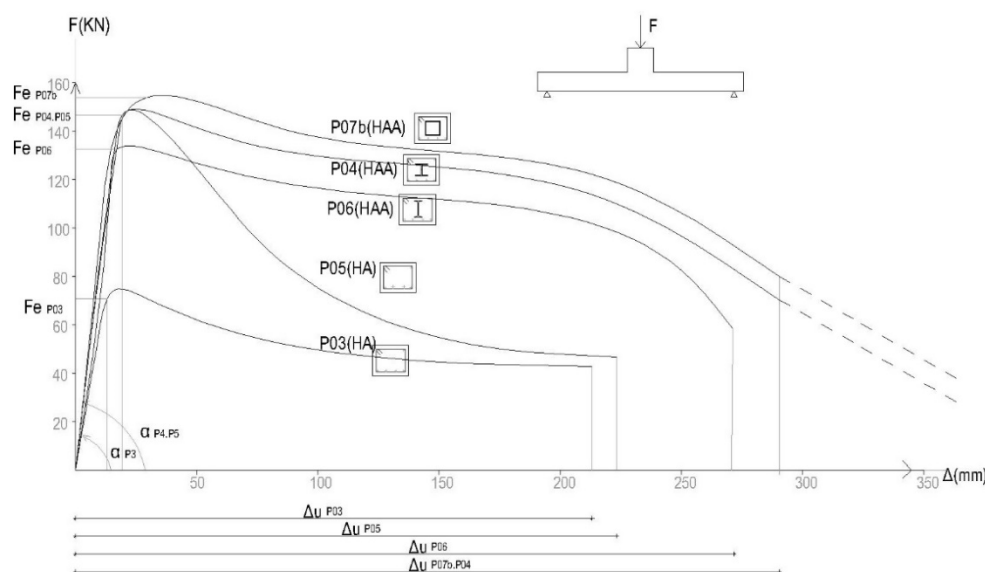 F(KN)
F
160
Fe P07b
Fe P04.P05
140
P07b(HAA)
Fe P06
120
P04(HAA)
P06(HAA)
100
P05(HA)
80
Fe P03
60
P03(HA)
40
α P4.P5
20
α P3
50
100
150
200
250
300
350
Δ(mm)
Δu P03
Δu P05
Δu P06
Δu P07b.P04